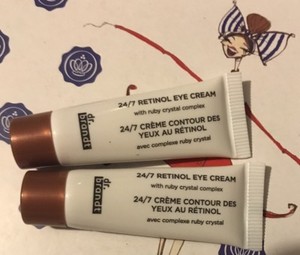 dr.
brandt
24/7 RETINOL EYE CREAM
with ruby crystal complex
24/7 CRÈME CONTOUR DES
YEUX AU RÉTINOL
avec complexe ruby crystal
dr.
brandt
24/7 RETINOL EYE CREAM
with ruby crystal complex
24/7 CRÈME CONTOUR DES
YEUX AU RÉTINOL
avec complexe ruby crystal